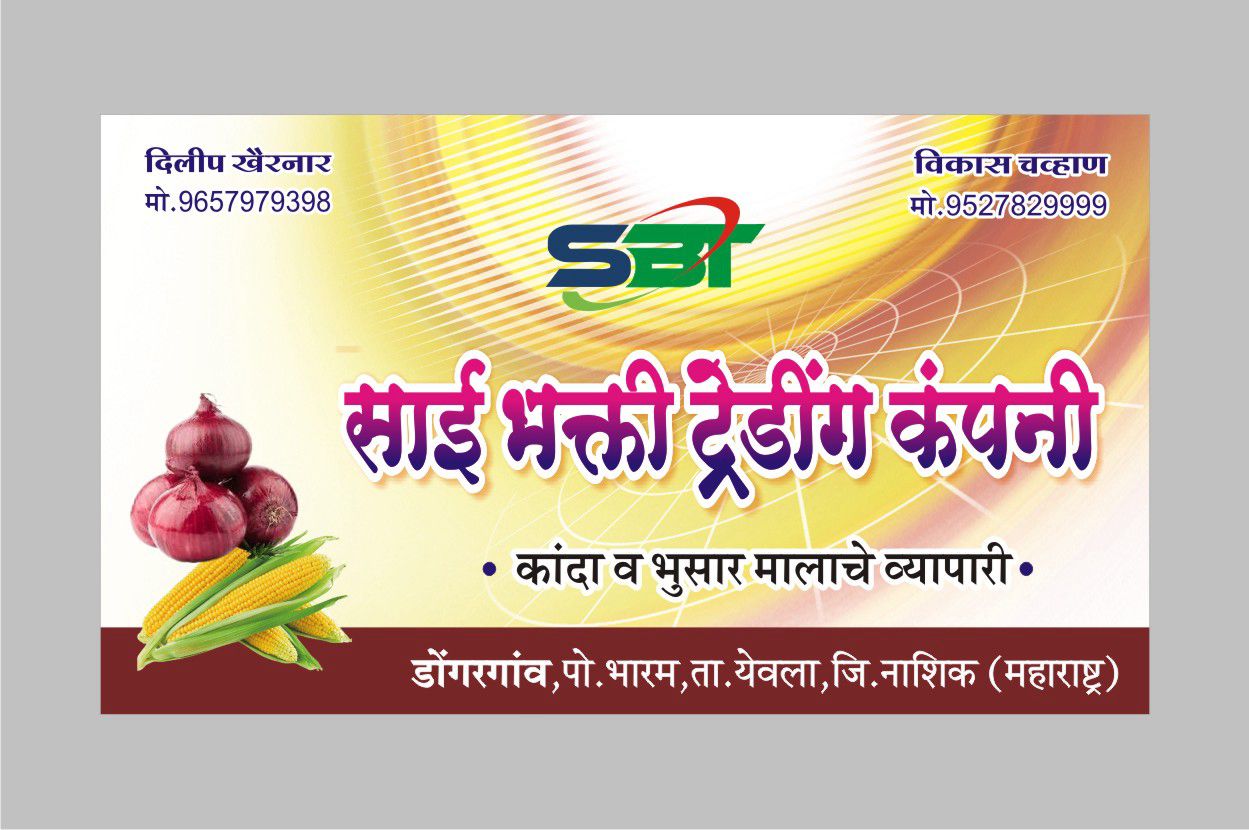 दिलीप खैरनार
मो.9657979398
विकास चव्हाण
मो.9527829999
SBT
साई भक्ती ट्रेडींग कंपनी
• कांदा व भुसार मालाचे व्यापारी •
डोंगरगांव,पो.भारम,ता.येवला,जि.नाशिक (महाराष्ट्र)